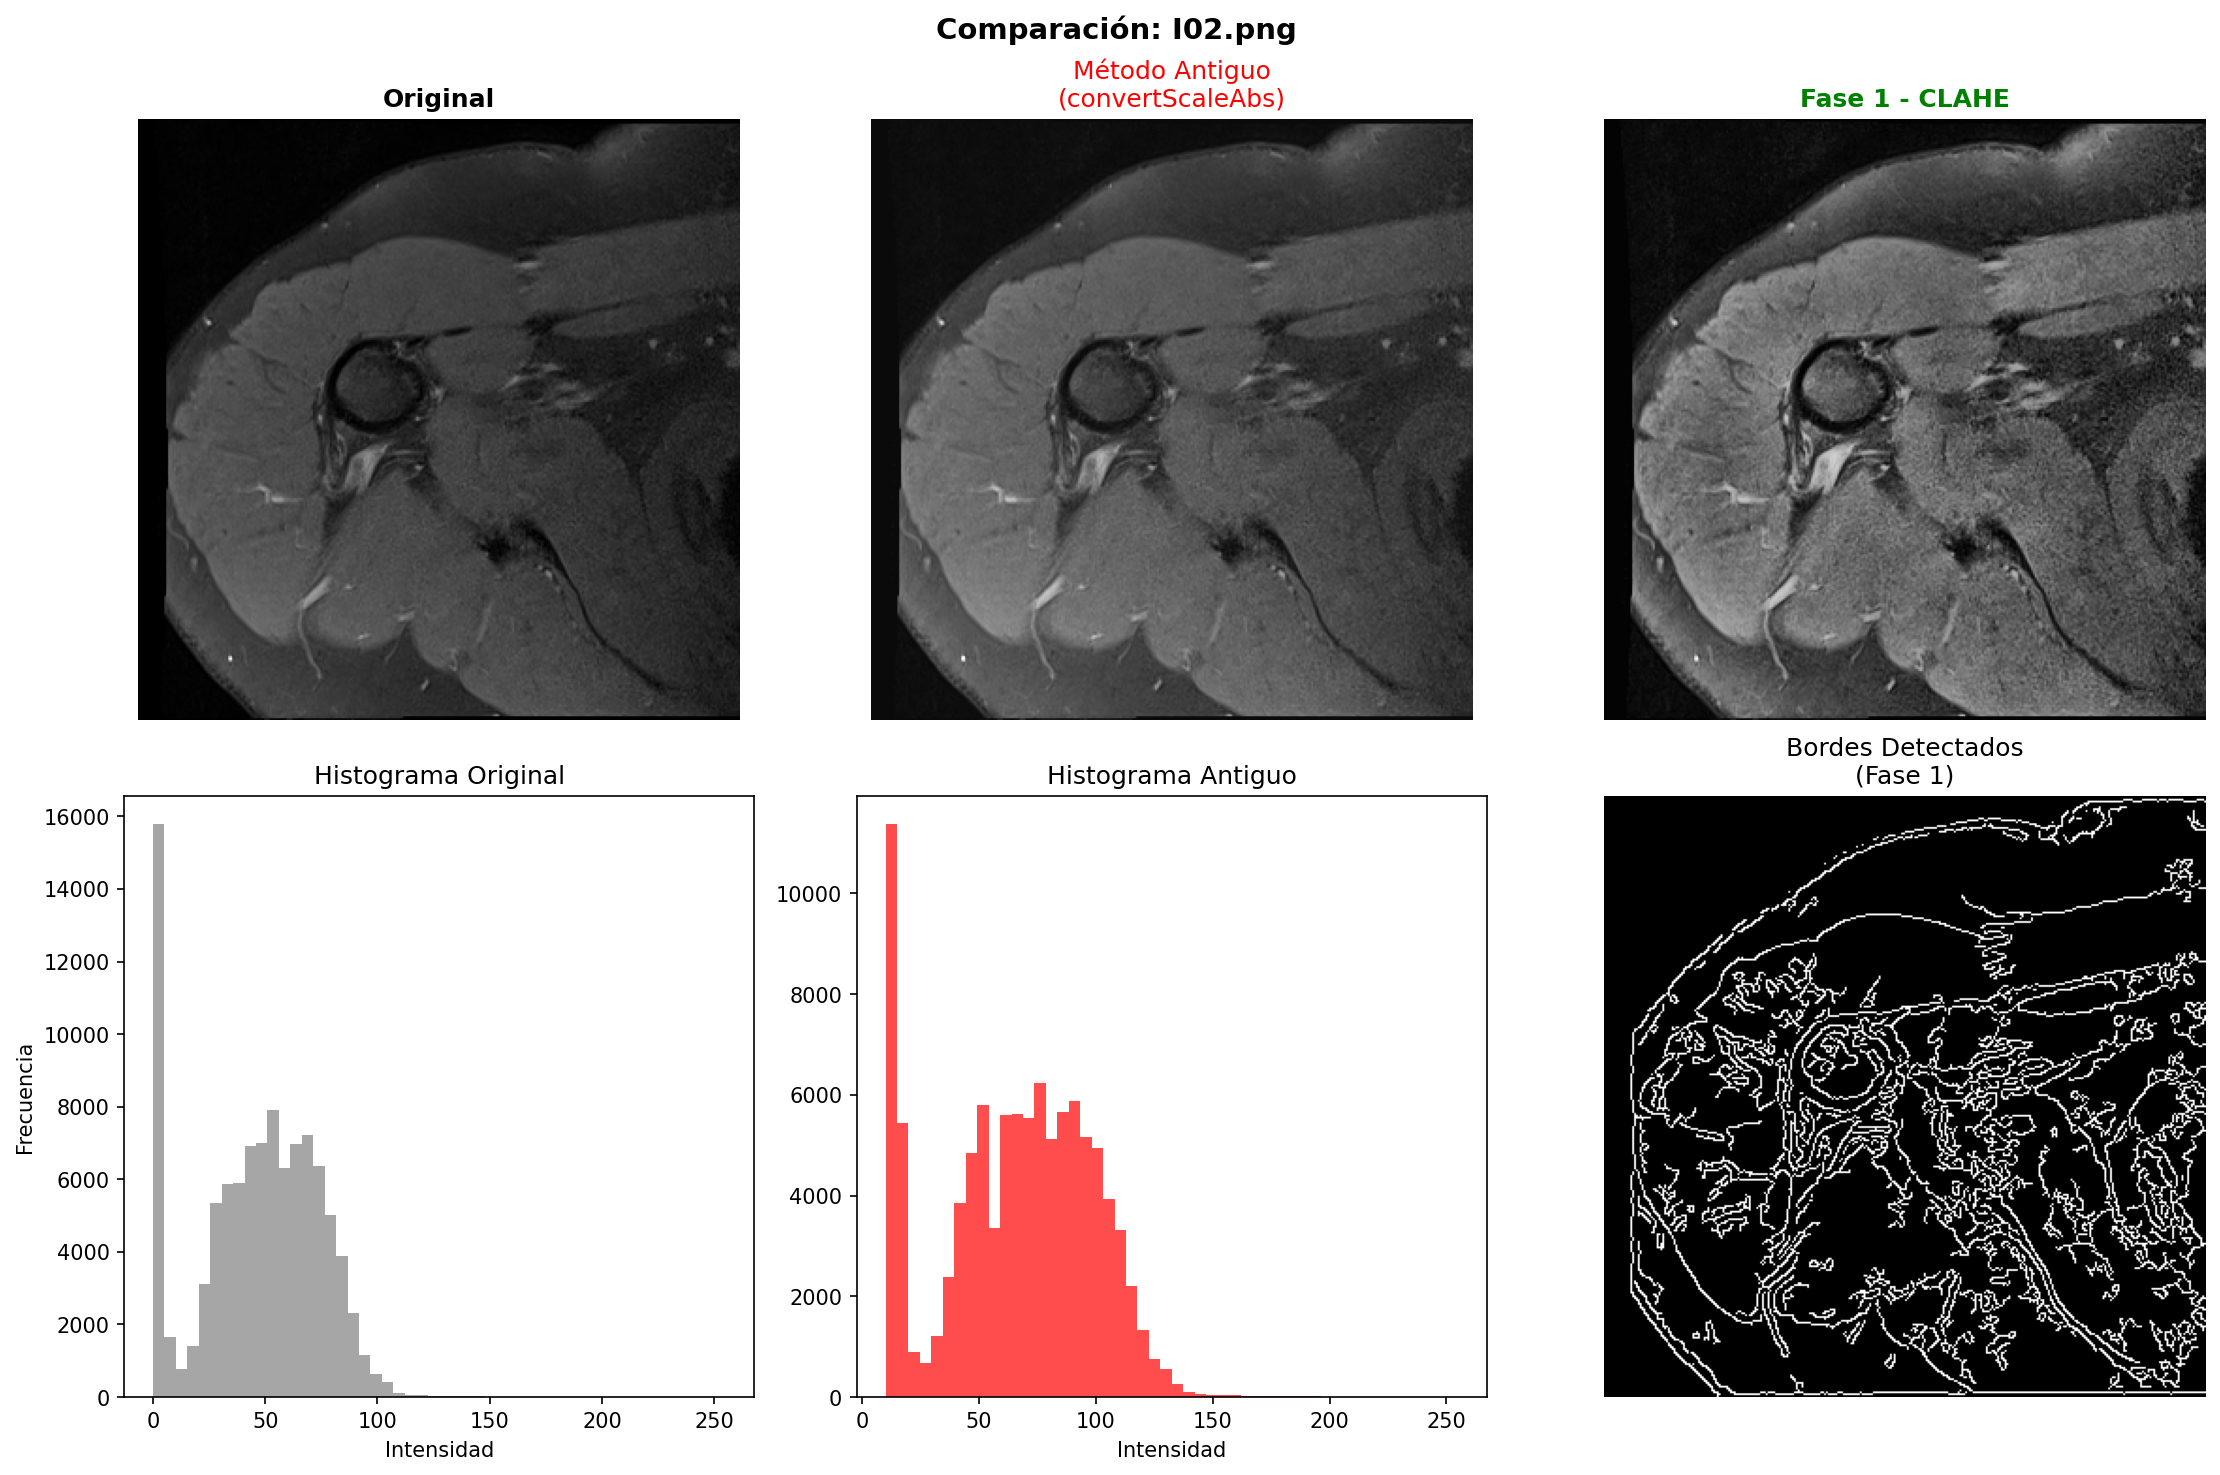 Comparación: I02.png
Original
Método Antiguo
(convertScaleAbs)
Fase 1 - CLAHE
Histograma Original
Frecuencia
16000
14000
12000
10000
8000
6000
4000
2000
0
0 50 100 150 200 250
Intensidad
Histograma Antiguo
10000
8000
6000
4000
2000
0
0 50 100 150 200 250
Intensidad
Bordes Detectados
(Fase 1)